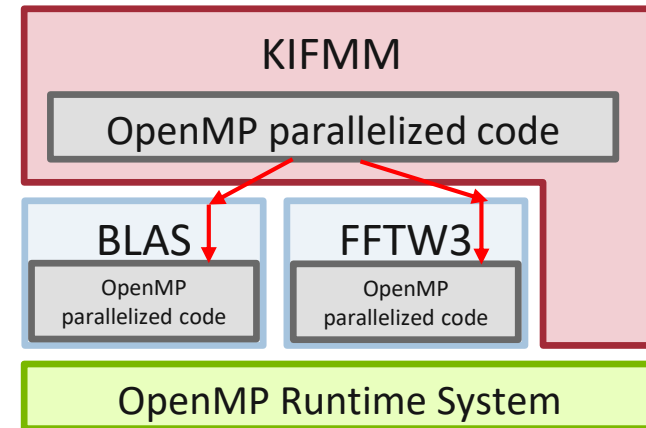 KIFMM
OpenMP parallelized code
BLAS
FFTW3
OpenMP
parallelized code
OpenMP
parallelized code
OpenMP Runtime System